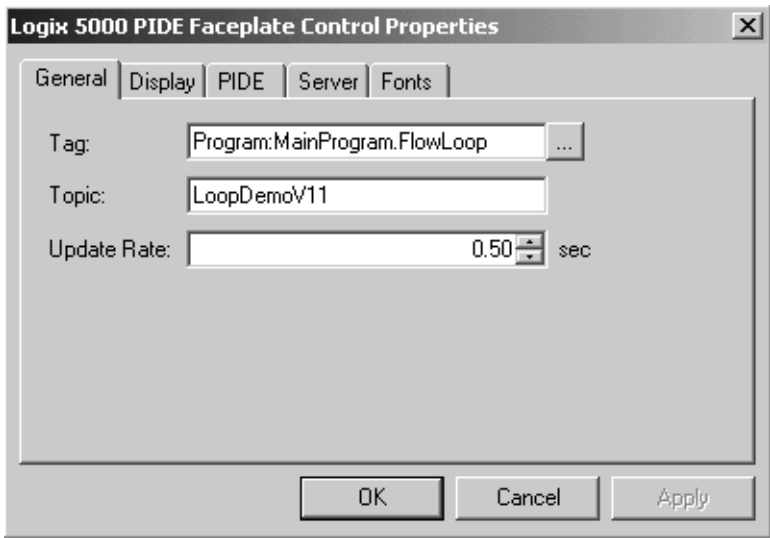 Logix 5000 PIDE Faceplate Control Properties
General Display PIDE Server Fonts
Tag: Program:MainProgram.FlowLoop ...
Topic: LoopDemoV11
Update Rate: 0.50 sec
OK Cancel Apply